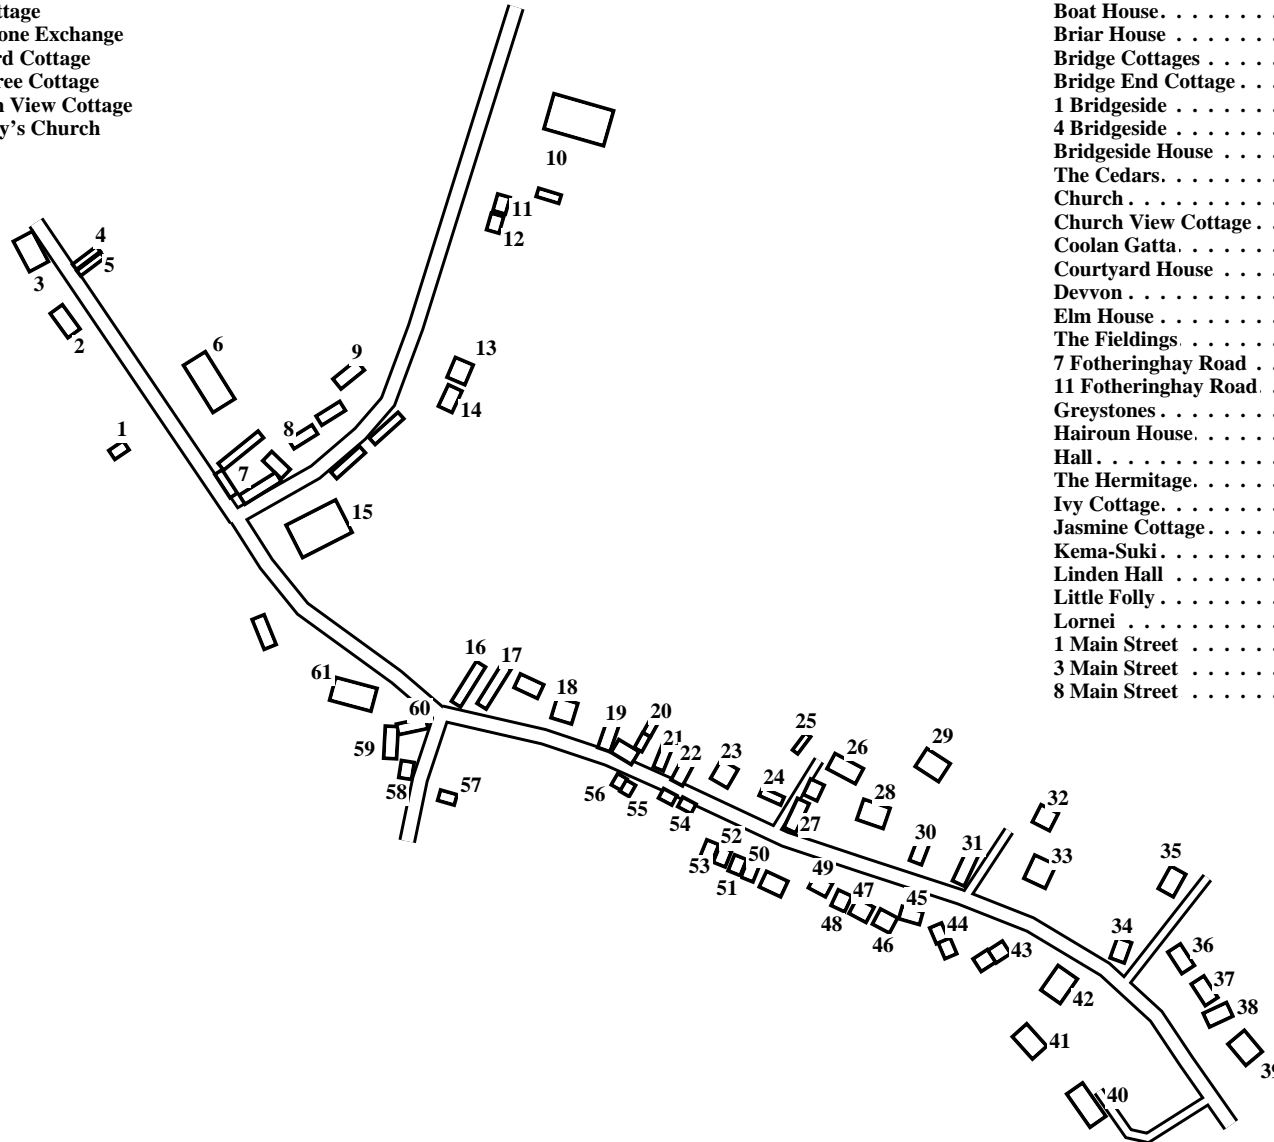 ttage
one Exchange
rd Cottage
ree Cottage
n View Cottage
y's Church
Boat House . . . . . . . .
Briar House . . . . . . .
Bridge Cottages . . . . . .
Bridge End Cottage . . .
1 Bridgeside . . . . . . .
4 Bridgeside . . . . . . .
Bridgeside House . . . .
The Cedars . . . . . . . .
Church . . . . . . . . . .
Church View Cottage . .
Coolan Gatta . . . . . . .
Courtyard House . . . .
Devvon . . . . . . . . . .
Elm House . . . . . . . .
The Fieldings . . . . . . .
7 Fotheringhay Road . .
11 Fotheringhay Road .
Greystones . . . . . . . .
Hairoun House . . . . . .
Hall . . . . . . . . . . . .
The Hermitage . . . . . .
Ivy Cottage . . . . . . . .
Jasmine Cottage . . . . .
Kema-Suki . . . . . . . .
Linden Hall . . . . . . .
Little Folly . . . . . . . .
Lornei . . . . . . . . . .
1 Main Street . . . . . .
3 Main Street . . . . . .
8 Main Street . . . . . .
10
11
12
4
5
3
2
6
9
13
14
8
1
7
15
16
17
61
18
60
59
19
20
21
22
23
25
26
29
24
28
27
58
57
56
55
54
32
30
31
33
52
53
50
51
49
47
48
46
45
44
43
35
34
36
37
38
42
41
39
40